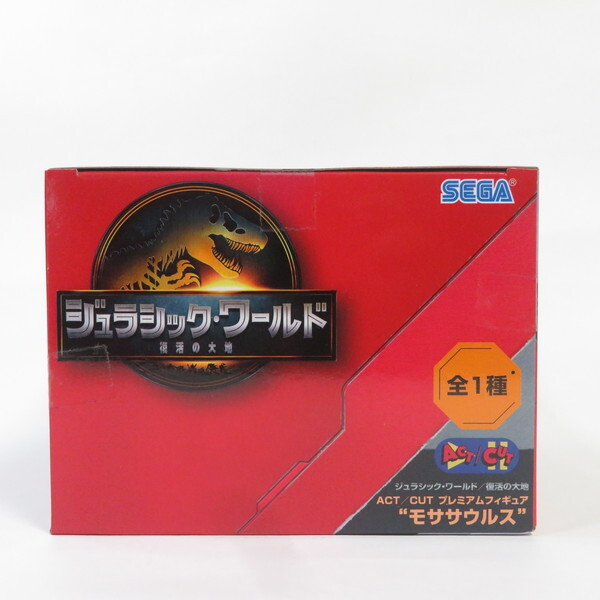 SEGA®
ジュラシック・ワールド
復活の大地
全1種
ACT/CUT
ジュラシック・ワールド/復活の大地
ACT/CUT プレミアムフィギュア
“モササウルス”